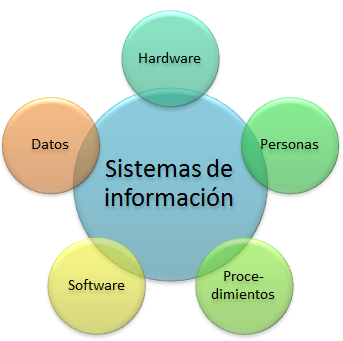 Hardware
Datos
Personas
Sistemas de
información
Software
Proce-
dimientos